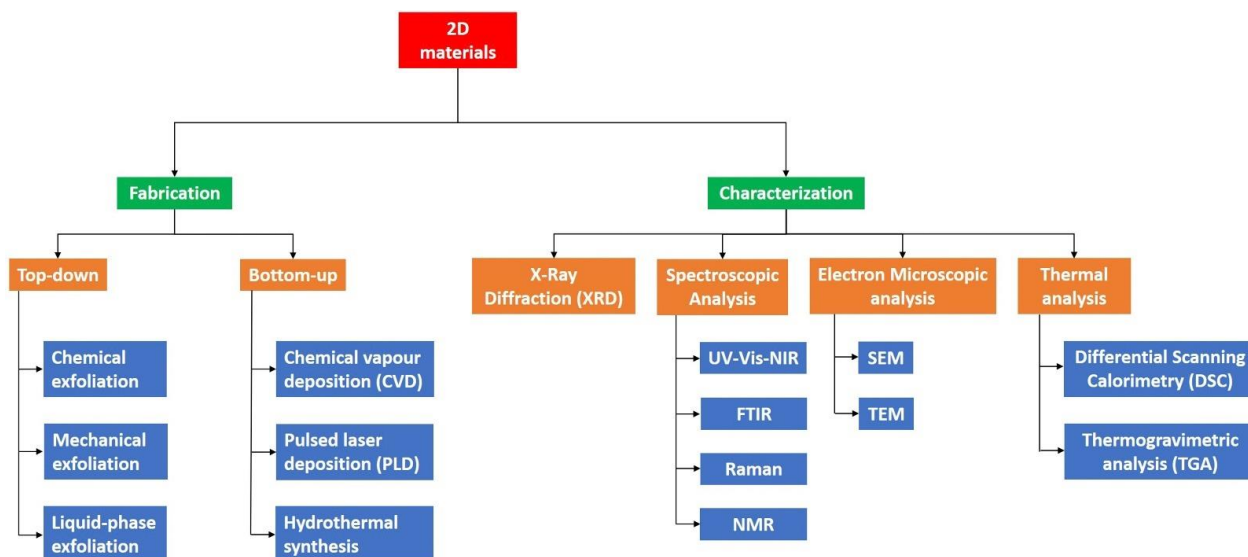 2D
materials
Fabrication
Characterization
Top-down
Bottom-up
X-Ray
Diffraction (XRD)
Spectroscopic
Analysis
Electron Microscopic
analysis
Thermal
analysis
Chemical
exfoliation
Mechanical
exfoliation
Liquid-phase
exfoliation
Chemical vapour
deposition (CVD)
Pulsed laser
deposition (PLD)
Hydrothermal
synthesis
UV-Vis-NIR
FTIR
Raman
NMR
SEM
TEM
Differential Scanning
Calorimetry (DSC)
Thermogravimetric
analysis (TGA)